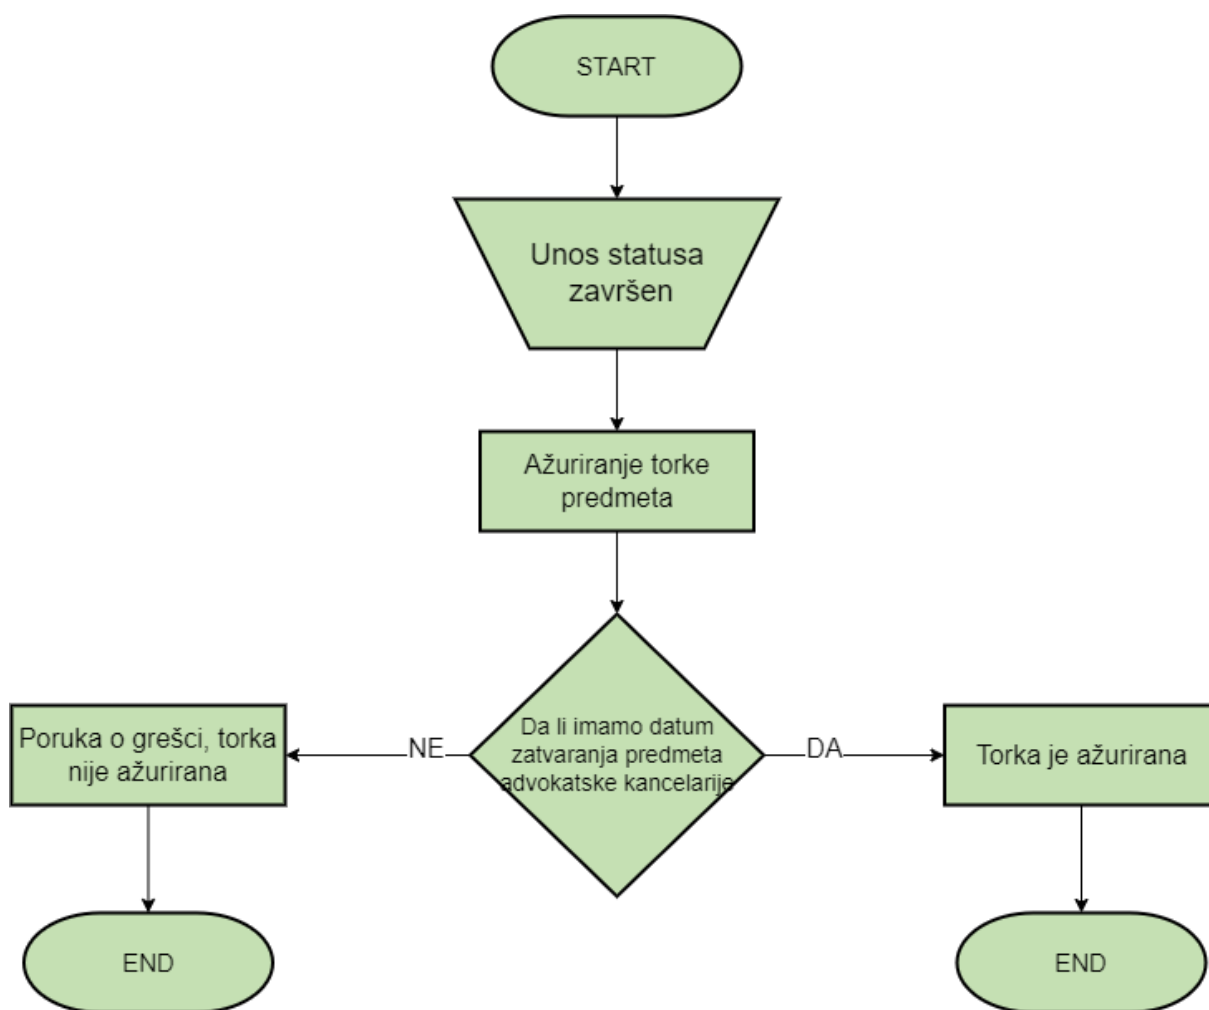 START
Unos statusa
završen
Ažuriranje torke
predmeta
Da li imamo datum
zatvaranja predmeta
advokatske kancelarije
NE
DA
Poruka o grešci, torka
nije ažurirana
Torka je ažurirana
END
END